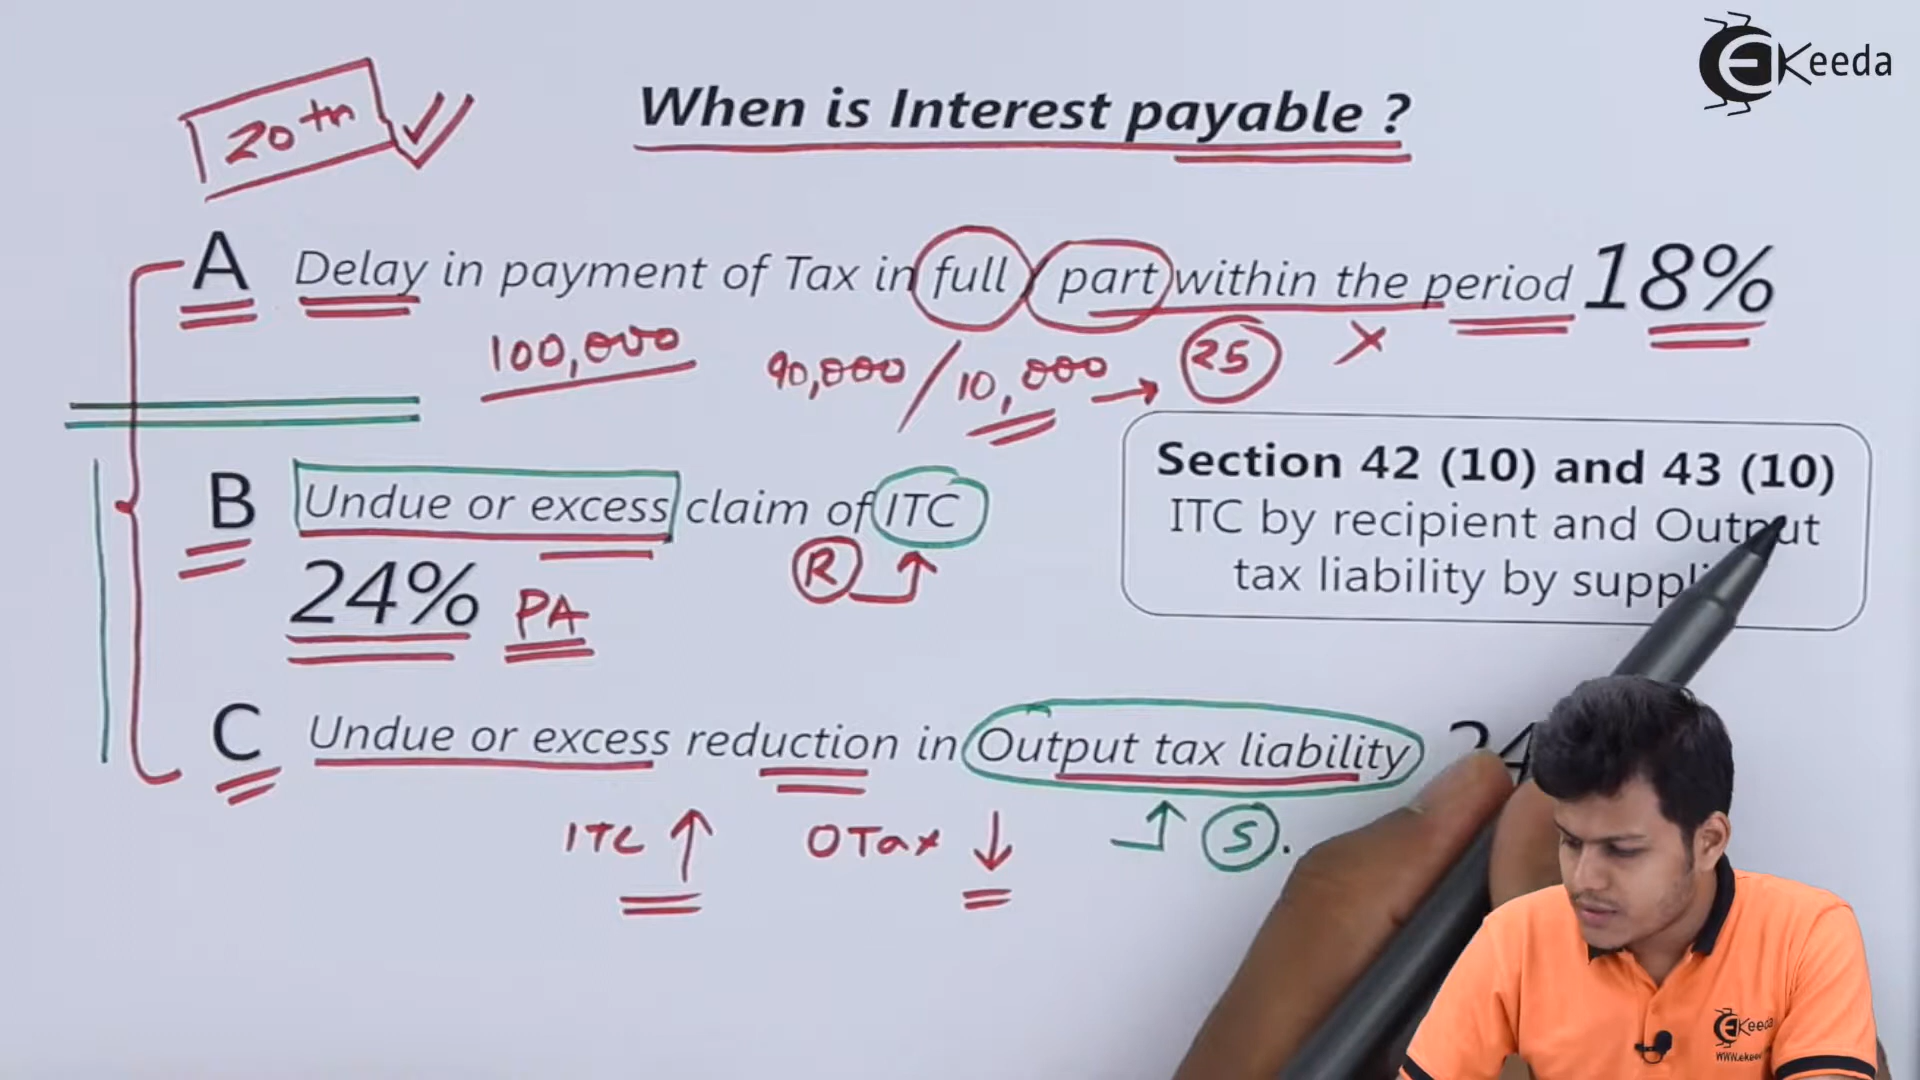 Keeda
20th
When is Interest payable ?
A Delay in payment of Tax in full / part within the period 18%
100,000 90,000 / 10,000 → 25 X
Section 42 (10) and 43 (10)
ITC by recipient and Output
tax liability by
B Undue or excess claim of ITC
R
24% PA
C Undue or excess reduction in Output tax liability
ITC ↑ OTax ↓ S.
Keeda